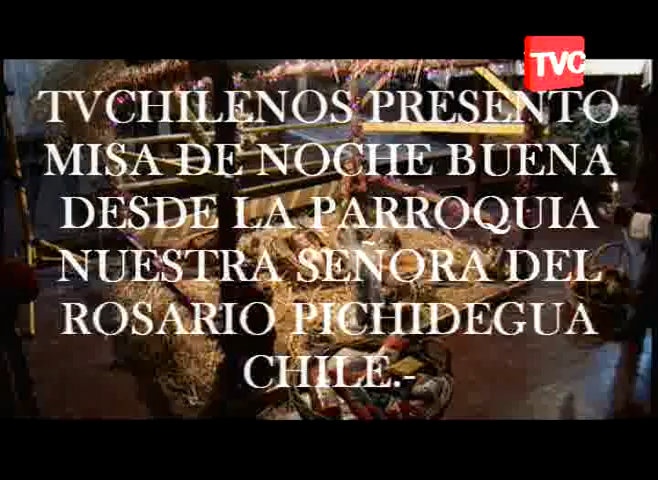 TVC
TVCHILENOS PRESENTO
MISA DE NOCHE BUENA
DESDE LA PARROQUIA
NUESTRA SEÑORA DEL
ROSARIO PICHIDEGUA
CHILE.-